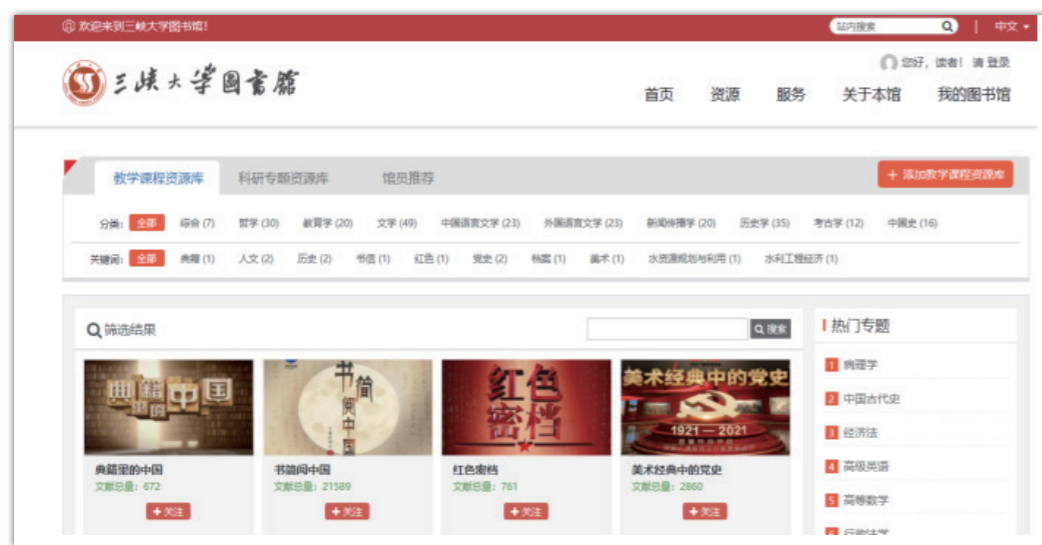 欢迎来到三峡大学图书馆!
站内搜索
中文
三峡大学图书馆
您好, 读者! 请 登录
首页 资源 服务 关于本馆 我的图书馆
教学课程资源库 科研专题资源库 馆员推荐
+ 添加教学课程资源库
分类: 全部 综合 (7) 哲学 (30) 教育学 (20) 文学 (49) 中国语言文学 (23) 外国语言文学 (23) 新闻传播学 (20) 历史学 (35) 考古学 (12) 中国史 (16)
关键词: 全部 典籍 (1) 人文 (2) 历史 (2) 书信 (1) 红色 (1) 党史 (2) 档案 (1) 美术 (1) 水资源规划与利用 (1) 水利工程经济 (1)
筛选结果
搜索
典籍里的中国
书简阅中国
红色密档
美术经典中的党史
1921—2021
典籍里的中国
文献总量: 672
+ 关注
书简阅中国
文献总量: 21589
+ 关注
红色密档
文献总量: 761
+ 关注
美术经典中的党史
文献总量: 2860
+ 关注
热门专题
1 病理学
2 中国古代史
3 经济法
4 高级英语
5 高等数学
6 行政法学